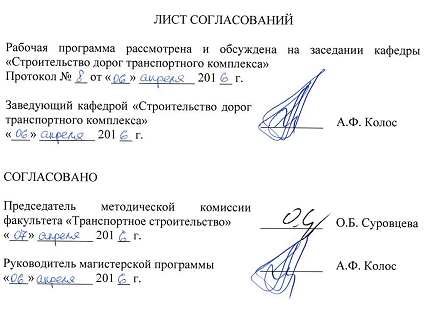 ЛИСТ СОГЛАСОВАНИЙ
Рабочая программа рассмотрена и обсуждена на заседании кафедры
«Строительство дорог транспортного комплекса»
Протокол № 8 от «06» апреля 2016 г.
Заведующий кафедрой «Строительство дорог
транспортного комплекса»
«06» апреля 2016 г.
А.Ф. Колос
СОГЛАСОВАНО
Председатель методической комиссии
факультета «Транспортное строительство»
«07» апреля 2016 г.
О.Б. Суровцева
Руководитель магистерской программы
«06» апреля 2016 г.
А.Ф. Колос